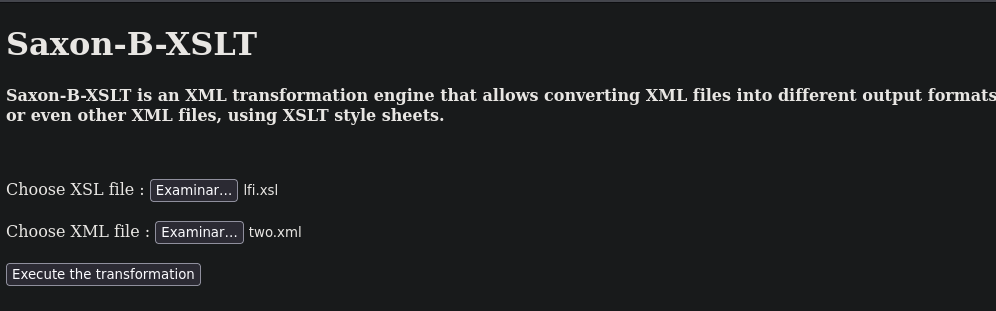 Saxon-B-XSLT
Saxon-B-XSLT is an XML transformation engine that allows converting XML files into different output formats
or even other XML files, using XSLT style sheets.
Choose XSL file : Examinar... lfi.xsl
Choose XML file : Examinar... two.xml
Execute the transformation